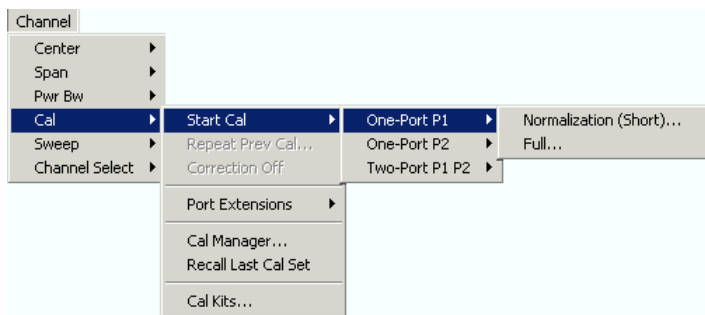 Channel
Center
Span
Pwr Bw
Cal
Sweep
Channel Select
Start Cal
Repeat Prev Cal...
Correction Off
Port Extensions
Cal Manager...
Recall Last Cal Set
Cal Kits...
One-Port P1
One-Port P2
Two-Port P1 P2
Normalization (Short)...
Full...